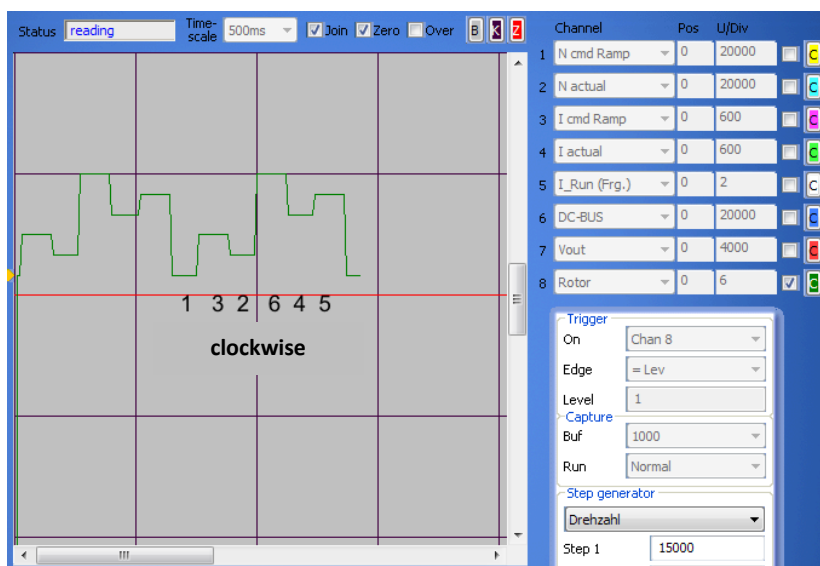 Status reading Time-scale 500ms Join Zero Over B K Z
Channel Pos U/Div
1 N cmd Ramp 0 20000 C
2 N actual 0 20000 C
3 I cmd Ramp 0 600 C
4 I actual 0 600 C
5 I_Run (Frg.) 0 2 C
6 DC-BUS 0 20000 C
7 Vout 0 4000 C
8 Rotor 0 6 C
1 3 2 6 4 5
clockwise
Trigger
On Chan 8
Edge = Lev
Level 1
Capture
Buf 1000
Run Normal
Step generator
Drehzahl
Step 1 15000